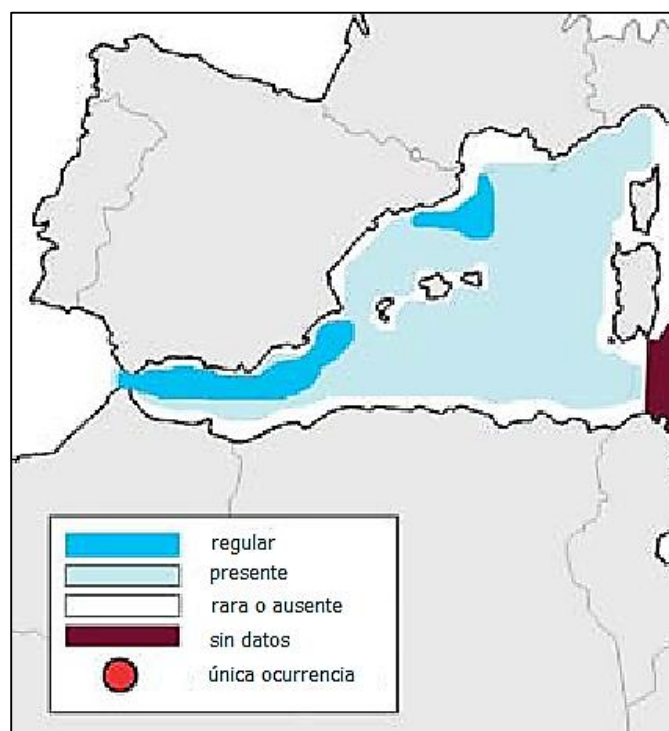 regular
presente
rara o ausente
sin datos
única ocurrencia